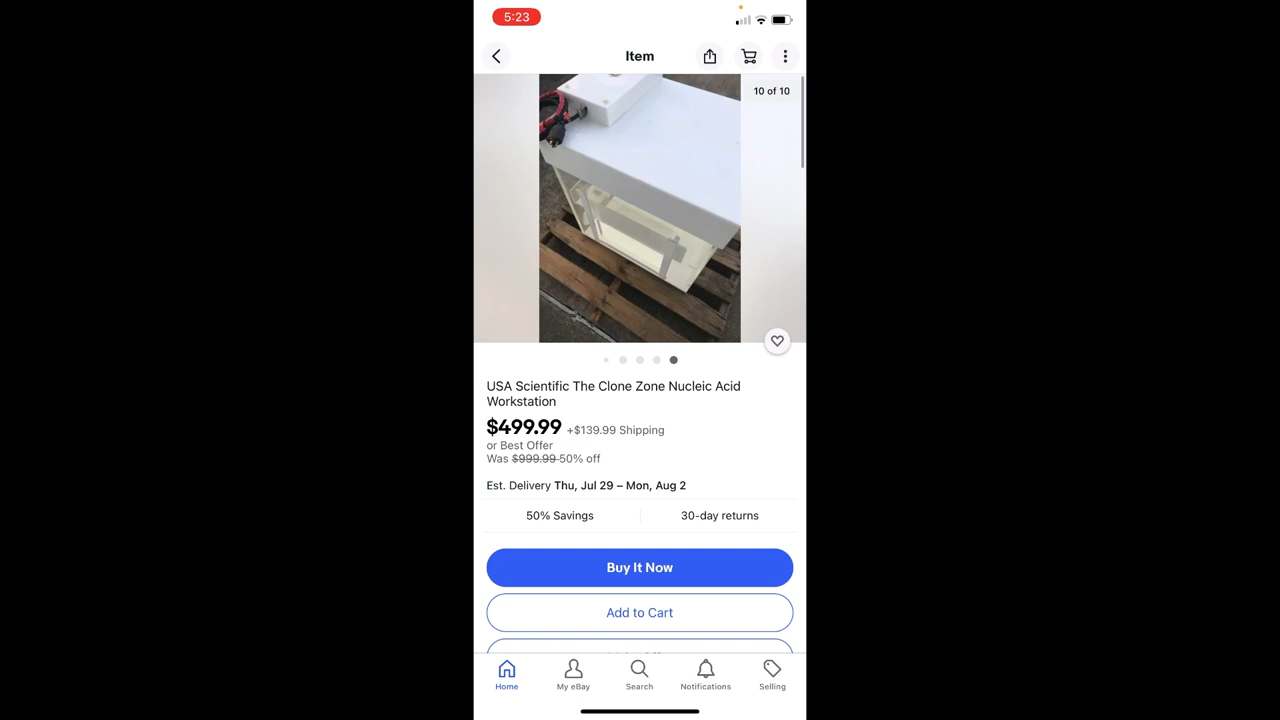 5:23
Item
10 of 10
USA Scientific The Clone Zone Nucleic Acid
Workstation
$499.99 +$139.99 Shipping
or Best Offer
Was $999.99 50% off
Est. Delivery Thu, Jul 29 – Mon, Aug 2
50% Savings 30-day returns
Buy It Now
Add to Cart
Home My eBay Search Notifications Selling